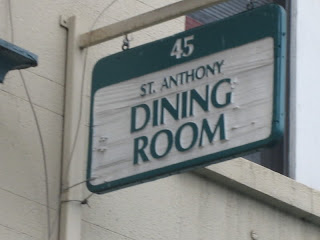 45
ST. ANTHONY
DINING
ROOM